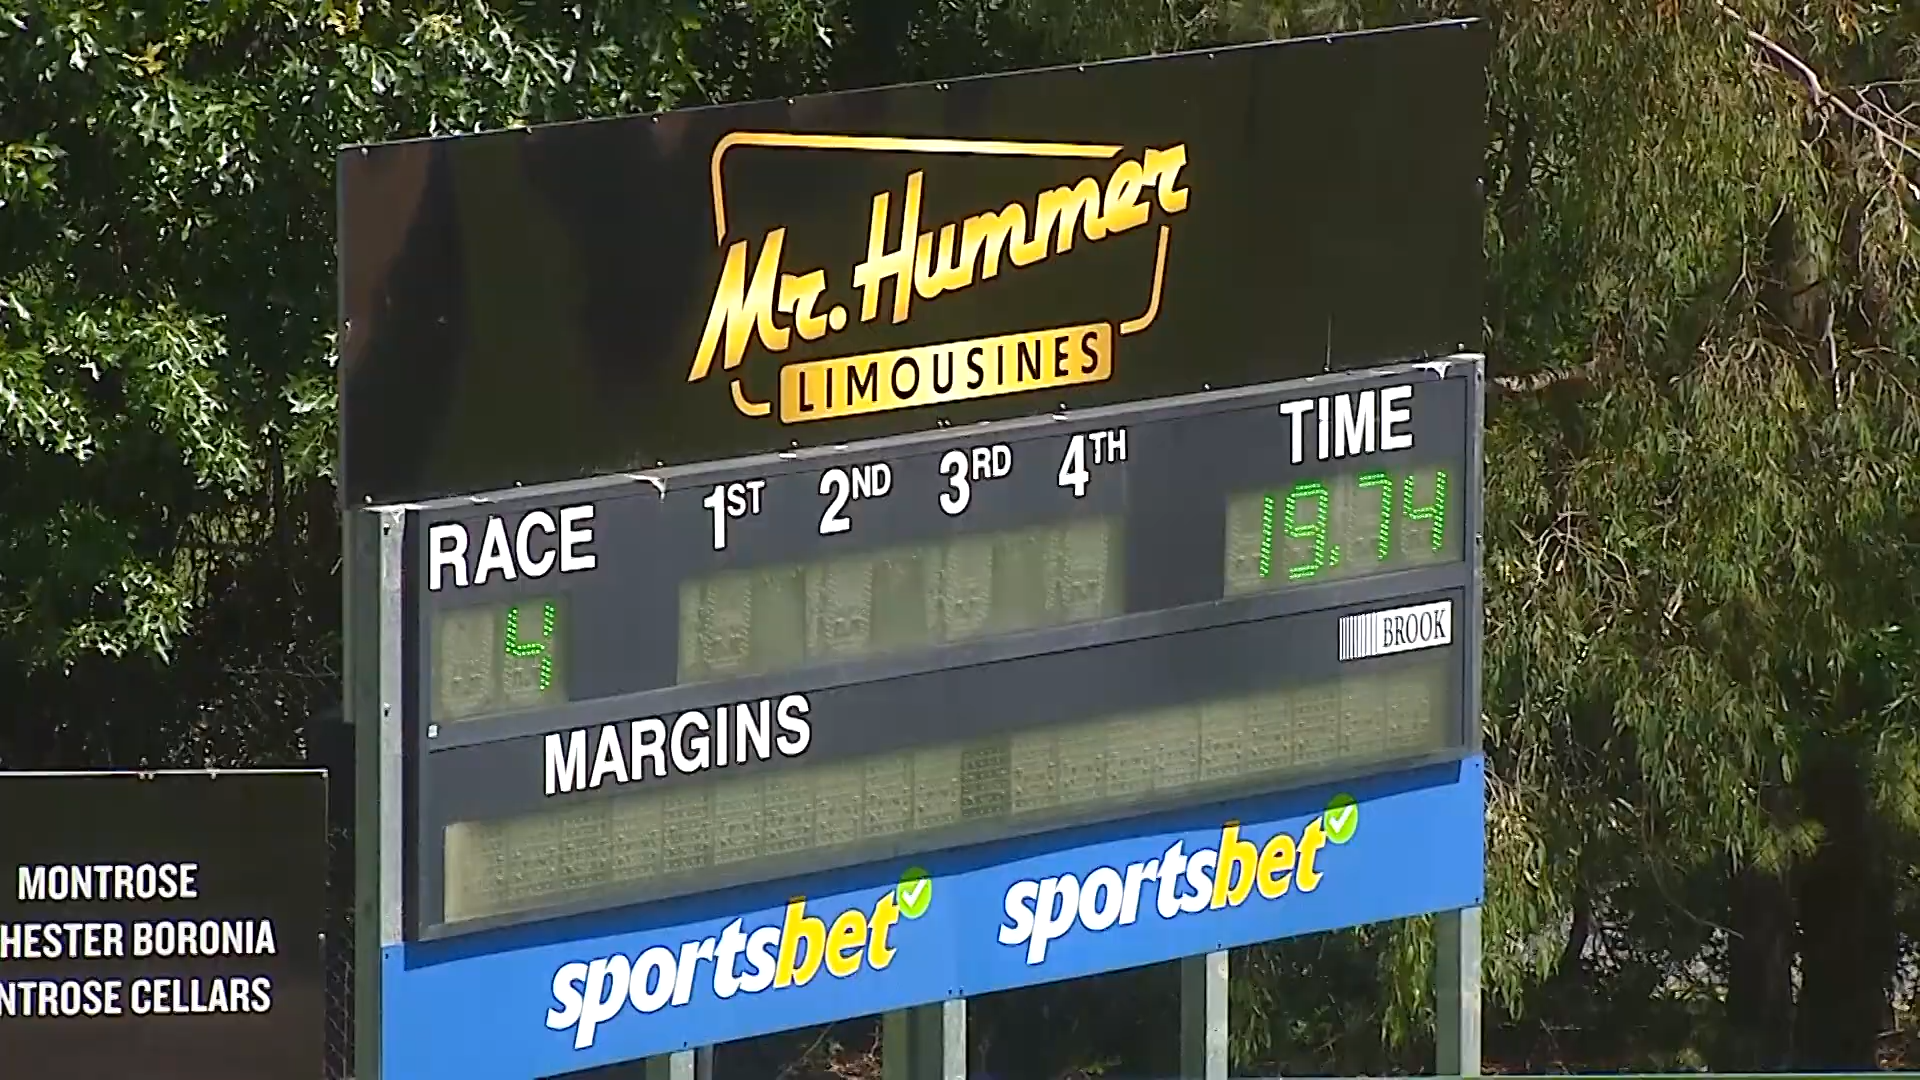 Mr. Hummer
LIMOUSINES
RACE 1ST 2ND 3RD 4TH TIME
4 19.74
BROOK
MARGINS
sportsbet sportsbet
MONTROSE
HESTER BORONIA
NTROSE CELLARS